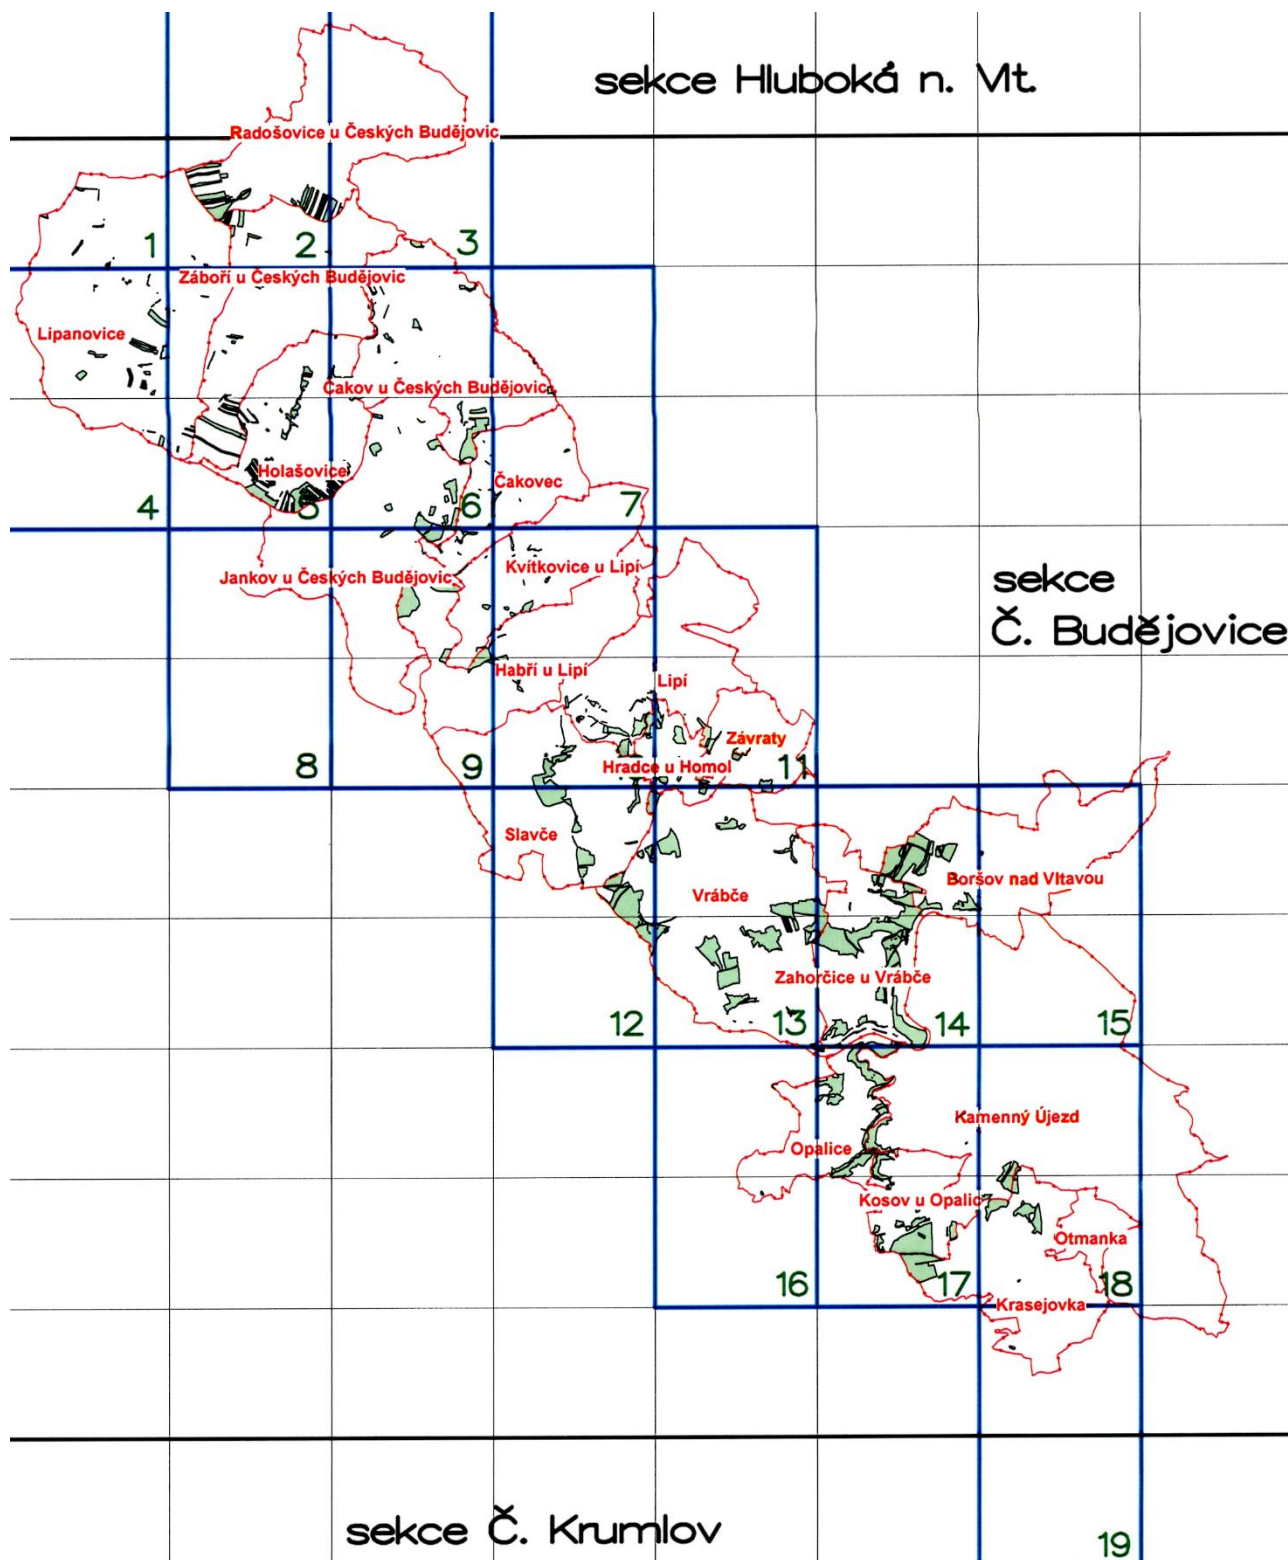 sekce Hluboká n. Vlt.
Radošovice u Českých Budějovic
1
2
3
Záboří u Českých Budějovic
Lipanovice
Čakov u Českých Budějovic
Holašovice
Čakovec
4
5
6
7
Kvítkovice u Lipí
Jankov u Českých Budějovic
sekce
Č. Budějovice
Habří u Lipí
Lipí
Závraty
Hradce u Homol
8
9
11
Slavče
Boršov nad Vltavou
Vrábče
Zahorčice u Vrábče
12
13
14
15
Kamenný Újezd
Opalice
Kosov u Opalic
Otmanka
16
17
18
Krasejovka
sekce Č. Krumlov
19